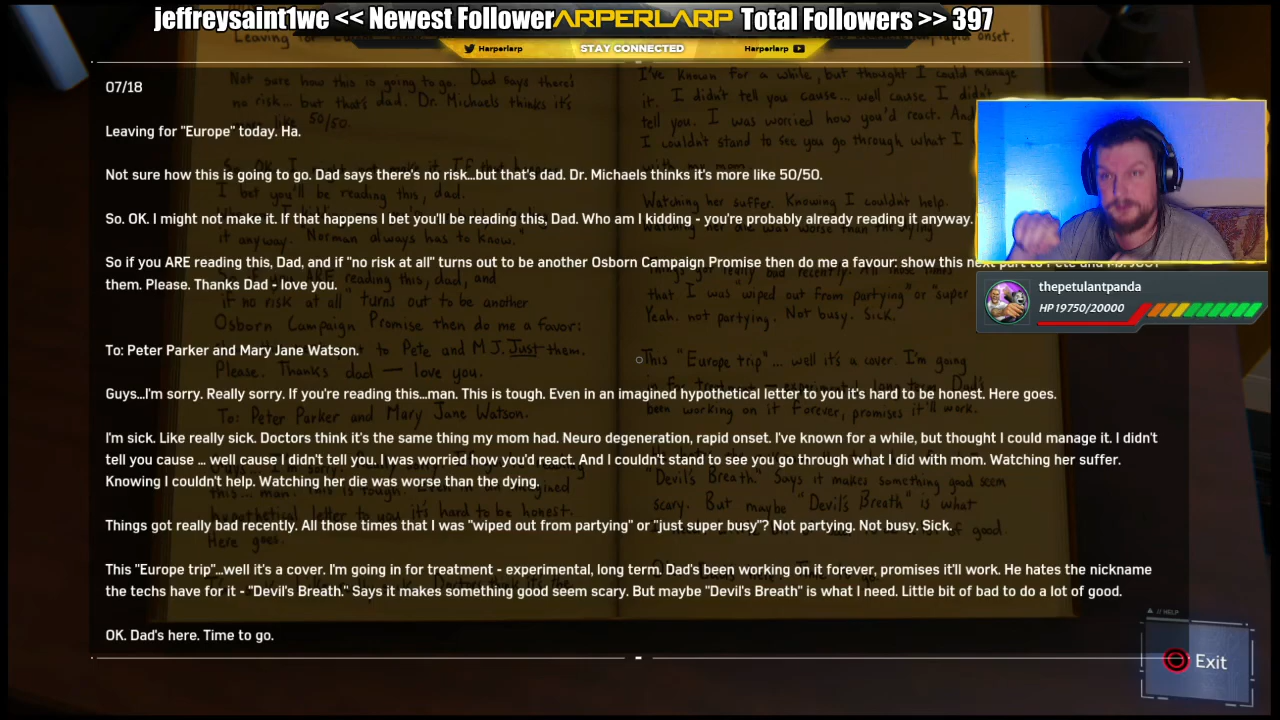 jeffreysaint1we << Newest Follower ARPERLARP Total Followers >> 397
Harperlarp STAY CONNECTED Harperlarp
07/18
Leaving for "Europe" today. Ha.
Not sure how this is going to go. Dad says there's no risk...but that's dad. Dr. Michaels thinks it's more like 50/50.
So. OK. I might not make it. If that happens I bet you'll be reading this, Dad. Who am I kidding - you're probably already reading it anyway.
So if you ARE reading this, Dad, and if "no risk at all" turns out to be another Osborn Campaign Promise then do me a favour: show this next part to Pete and
them. Please. Thanks Dad - love you.
To: Peter Parker and Mary Jane Watson.
Guys...I'm sorry. Really sorry. If you're reading this...man. This is tough. Even in an imagined hypothetical letter to you it's hard to be honest. Here goes.
I'm sick. Like really sick. Doctors think it's the same thing my mom had. Neuro degeneration, rapid onset. I've known for a while, but thought I could manage it. I didn't
tell you cause ... well cause I didn't tell you. I was worried how you'd react. And I couldn't stand to see you go through what I did with mom. Watching her suffer.
Knowing I couldn't help. Watching her die was worse than the dying.
Things got really bad recently. All those times that I was "wiped out from partying" or "just super busy"? Not partying. Not busy. Sick.
This "Europe trip"...well it's a cover. I'm going in for treatment - experimental, long term. Dad's been working on it forever, promises it'll work. He hates the nickname
the techs have for it - "Devil's Breath." Says it makes something good seem scary. But maybe "Devil's Breath" is what I need. Little bit of bad to do a lot of good.
OK. Dad's here. Time to go.
thepetulantpanda
HP 19750/20000
HELP
Exit